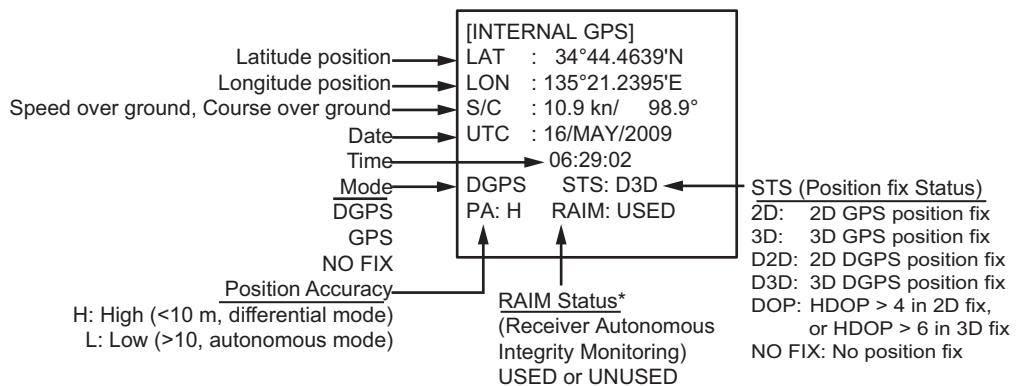 [INTERNAL GPS]
LAT : 34°44.4639'N
LON : 135°21.2395'E
S/C : 10.9 kn/ 98.9°
UTC : 16/MAY/2009
06:29:02
DGPS STS: D3D
PA: H RAIM: USED
Latitude position
Longitude position
Speed over ground, Course over ground
Date
Time
Mode
DGPS
GPS
NO FIX
Position Accuracy
H: High (<10 m, differential mode)
L: Low (>10, autonomous mode)
RAIM Status*
(Receiver Autonomous
Integrity Monitoring)
USED or UNUSED
STS (Position fix Status)
2D: 2D GPS position fix
3D: 3D GPS position fix
D2D: 2D DGPS position fix
D3D: 3D DGPS position fix
DOP: HDOP > 4 in 2D fix,
or HDOP > 6 in 3D fix
NO FIX: No position fix